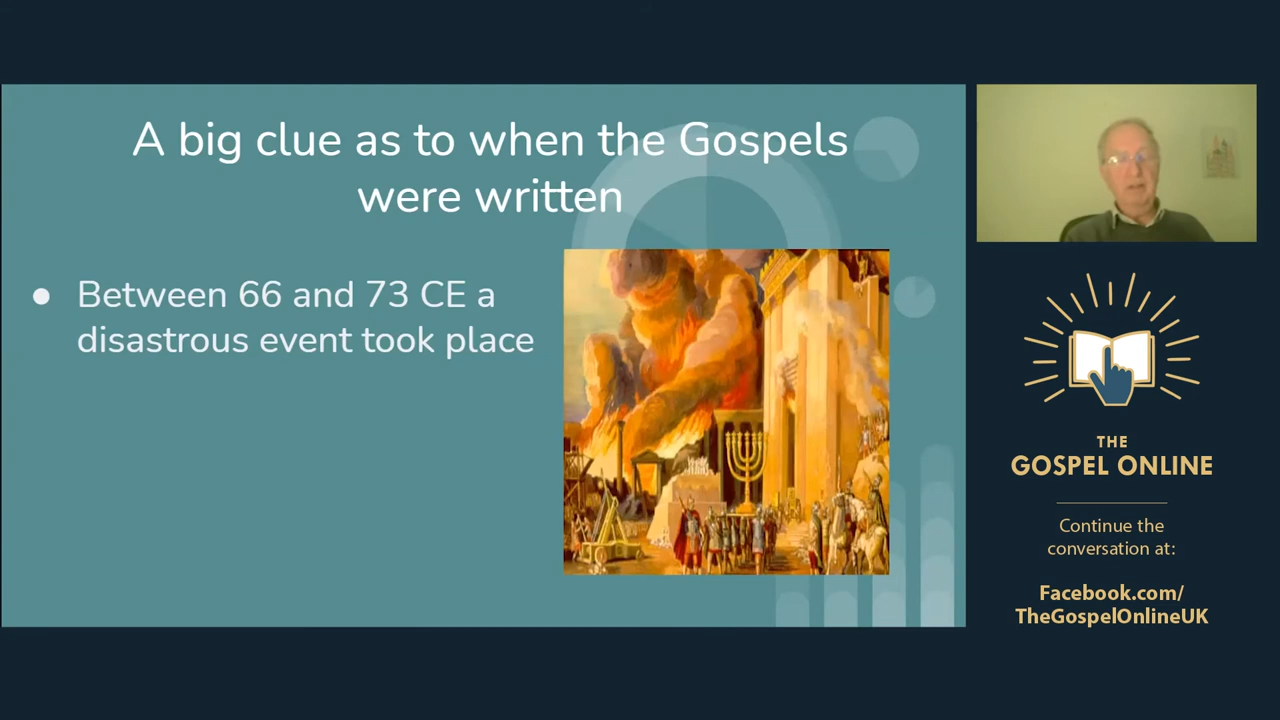 A big clue as to when the Gospels
were written
● Between 66 and 73 CE a
disastrous event took place
THE
GOSPEL ONLINE
Continue the
conversation at:
Facebook.com/
TheGospelOnlineUK